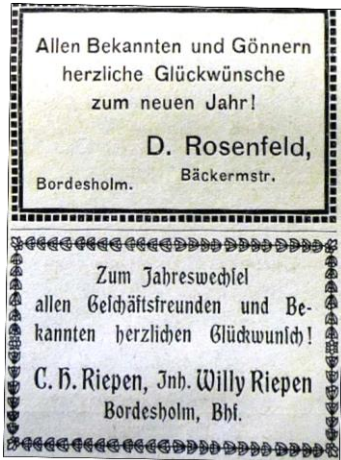 Allen Bekannten und Gönnern
herzliche Glückwünsche
zum neuen Jahr!
D. Rosenfeld,
Bäckermstr.
Bordesholm.
Zum Jahreswechsel
allen Geschäftsfreunden und Be-
kannten herzlichen Glückwunsch!
C. H. Riepen, Inh. Willy Riepen
Bordesholm, Bhf.